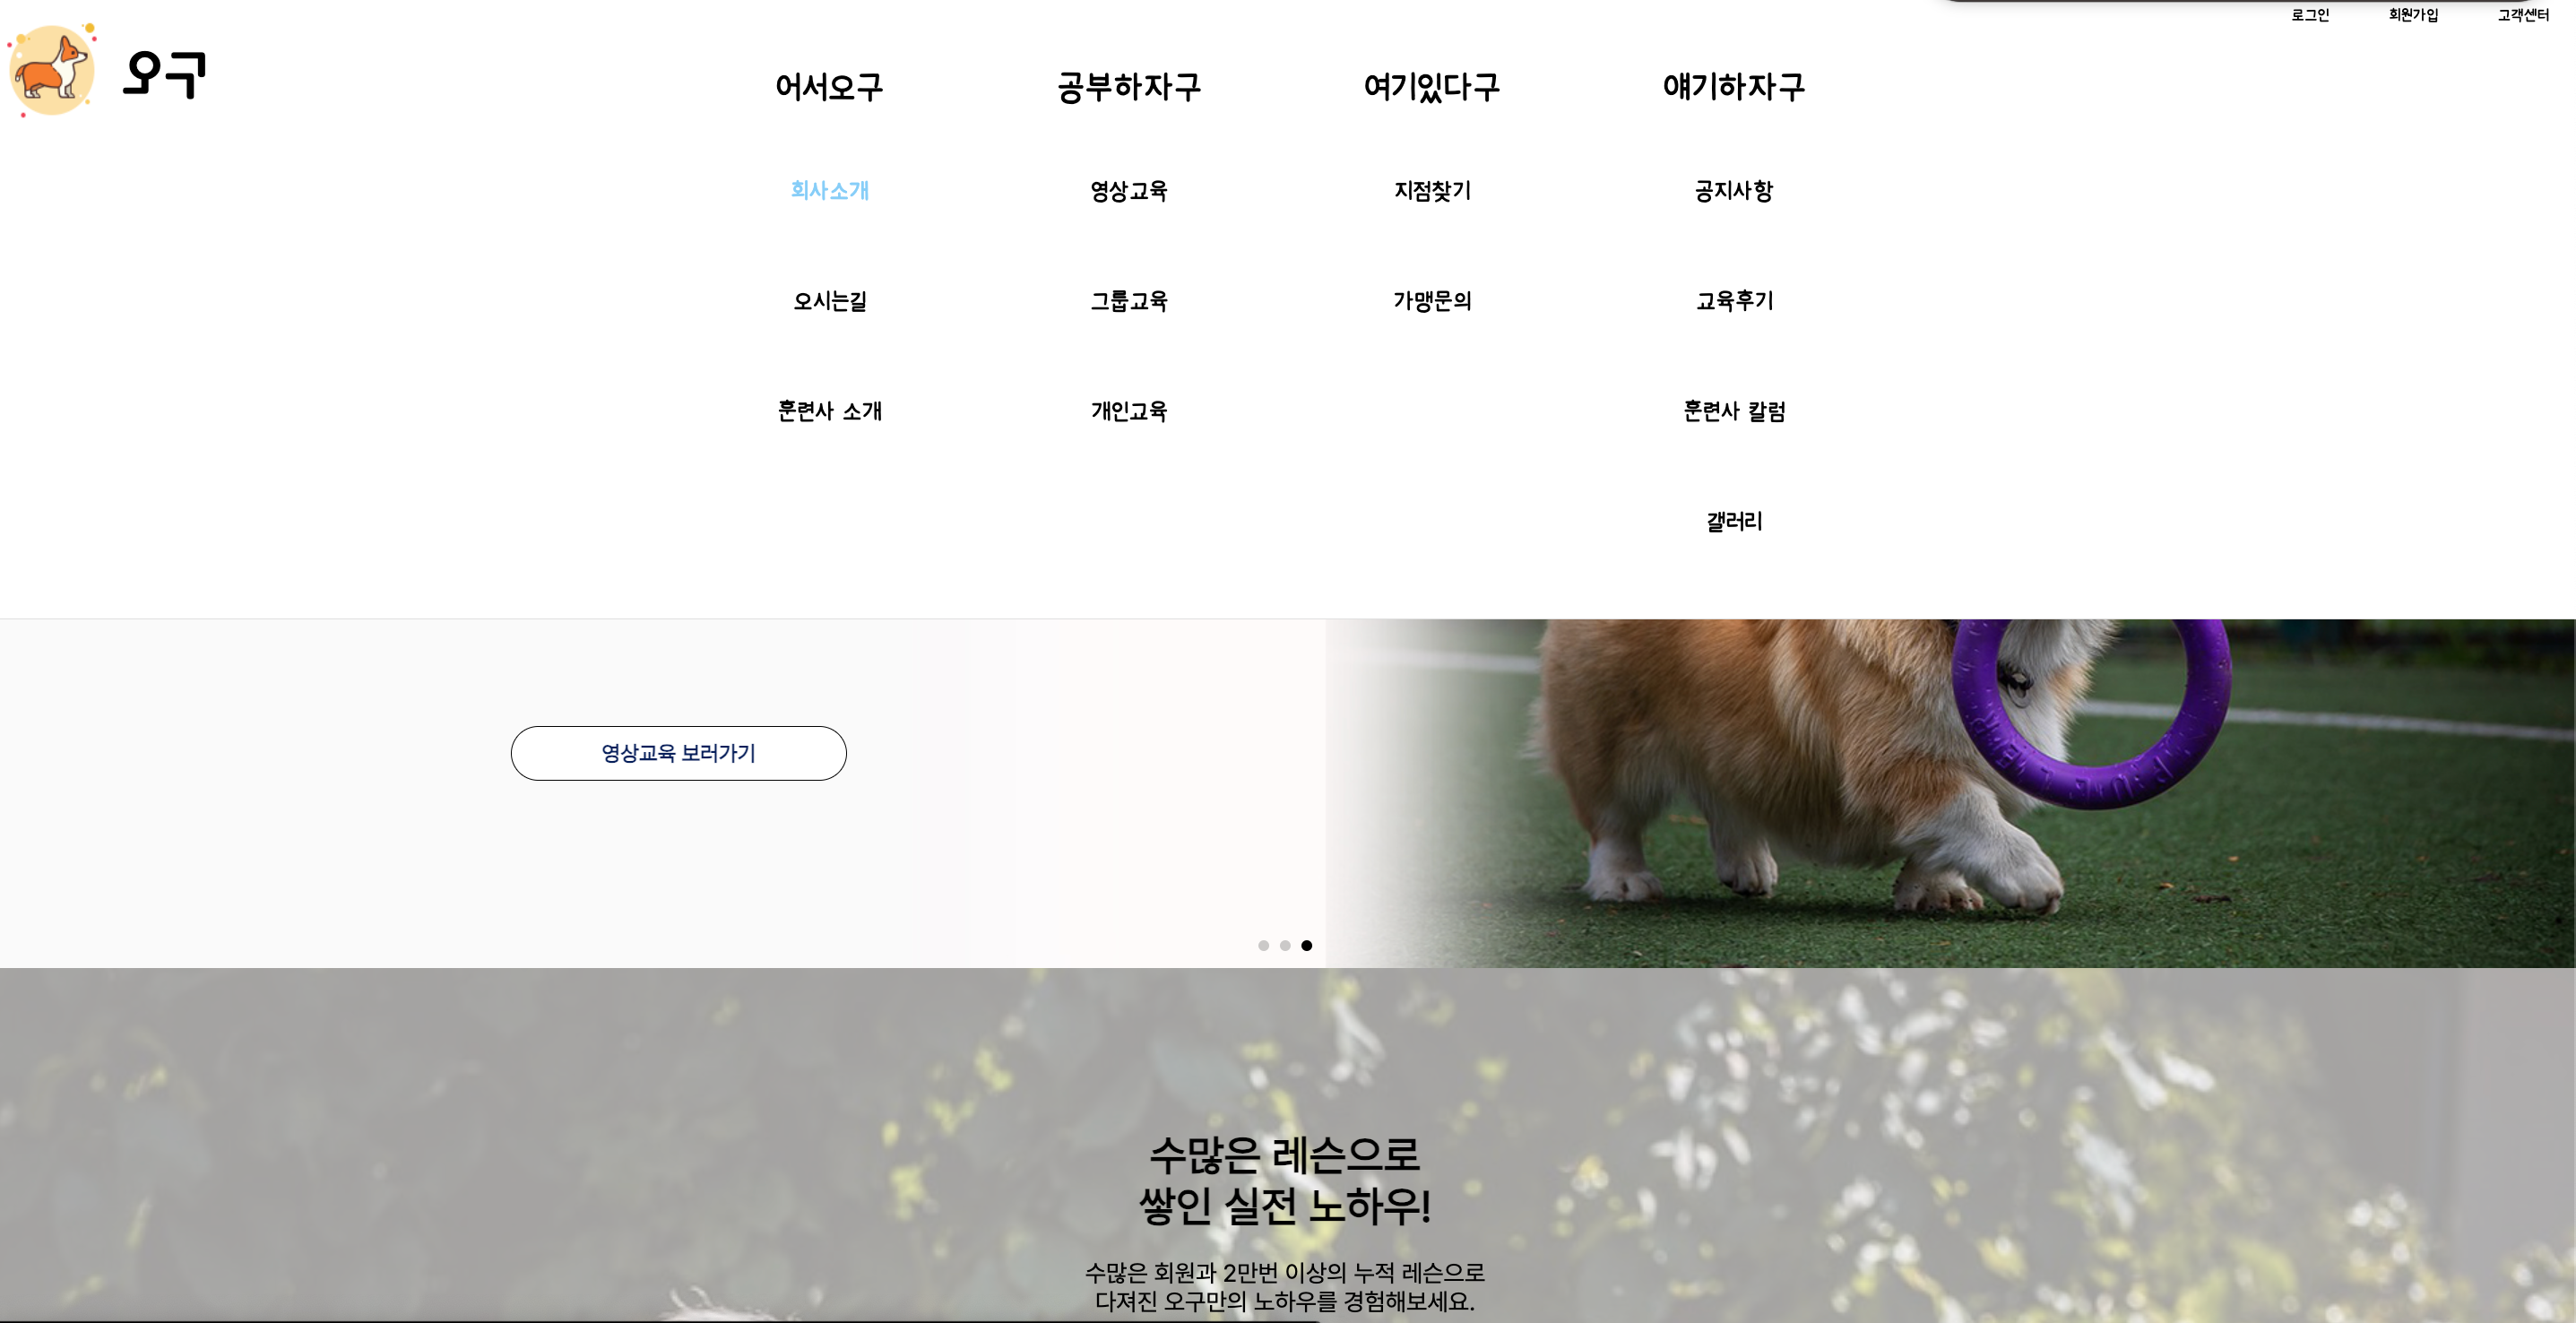 로그인 회원가입 고객센터
오구
어서오구 공부하자구 여기있다구 얘기하자구
회사소개 영상교육 지점찾기 공지사항
오시는길 그룹교육 가맹문의 교육후기
훈련사 소개 개인교육 훈련사 칼럼
갤러리
영상교육 보러가기
수많은 레슨으로
쌓인 실전 노하우!
수많은 회원과 2만번 이상의 누적 레슨으로
다져진 오구만의 노하우를 경험해보세요.